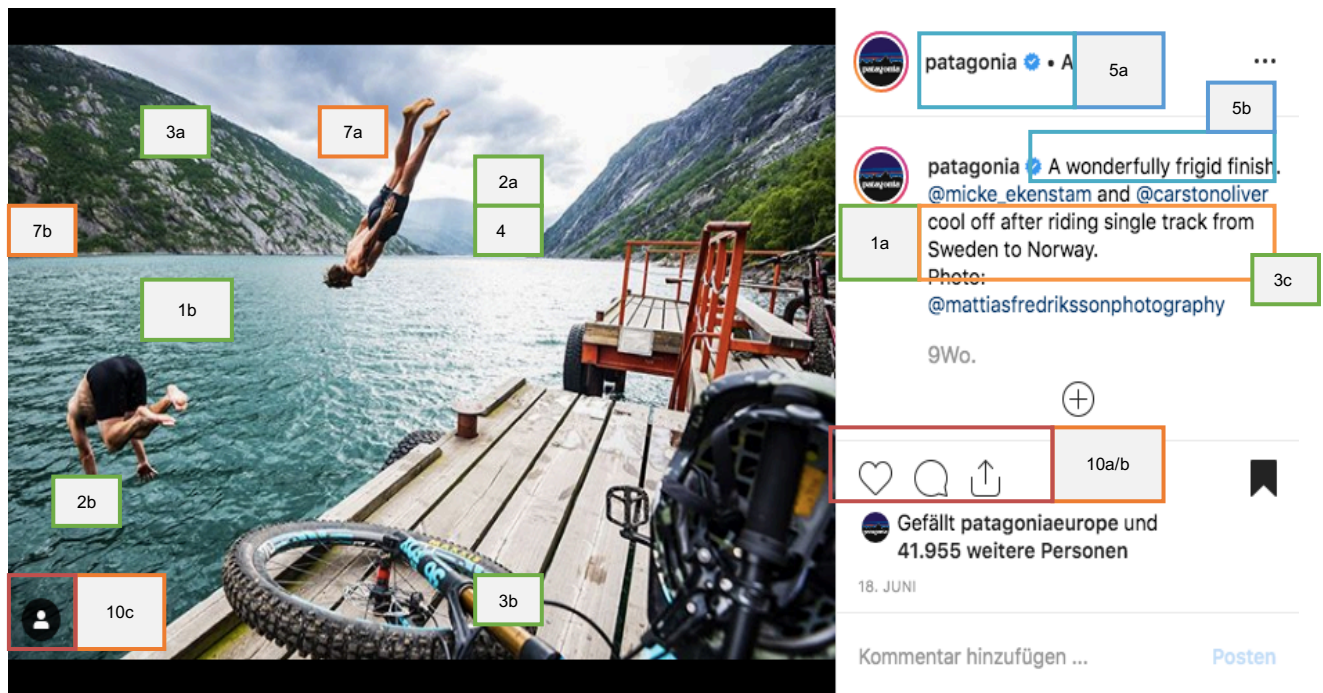 3a
7a
2a
7b
4
1b
2b
10c
3b
patagonia • A
5a
5b
patagonia A wonderfully frigid finish.
@micke_ekenstam and @carstonoliver
1a
cool off after riding single track from
Sweden to Norway.
3c
Photo:
@mattiasfredrikssonphotography
9Wo.
10a/b
Gefällt patagoniaeurope und
41.955 weitere Personen
18. JUNI
Kommentar hinzufügen ...
Posten